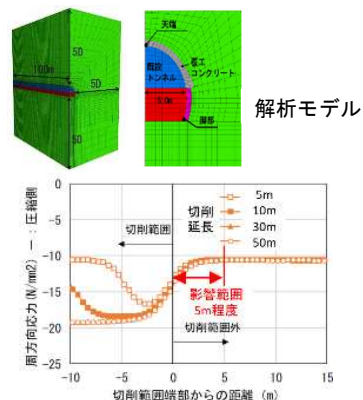 5D
100m
5D
5D
天端
覆工
コンクリート
既設
トンネル
脚部
解析モデル
周方向応力(N/mm2) －：圧縮側
0
-5
-10
-15
-20
-25
切削範囲
切削
延長
5m
10m
30m
50m
影響範囲
5m程度
切削範囲外
-10
-5
0
5
10
15
切削範囲端部からの距離 (m)